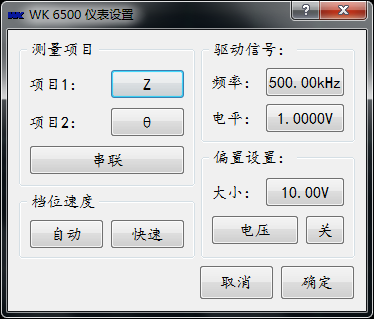 WK 6500 仪表设置
测量项目
项目1: Z
项目2: θ
串联
档位速度
自动 快速
驱动信号:
频率: 500.00kHz
电平: 1.0000V
偏置设置:
大小: 10.00V
电压 关
取消 确定